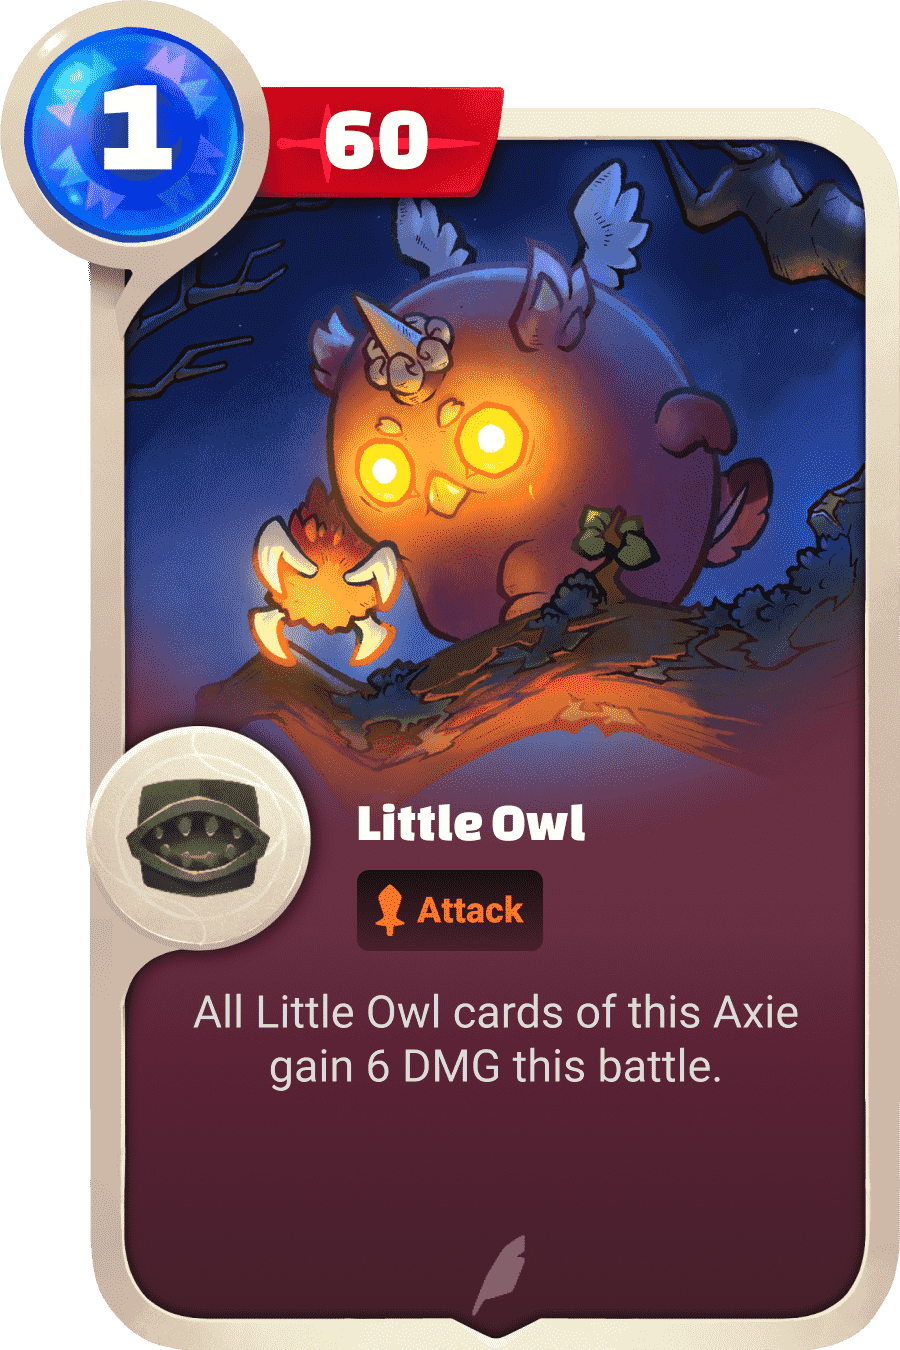 1
60
Little Owl
Attack
All Little Owl cards of this Axie
gain 6 DMG this battle.